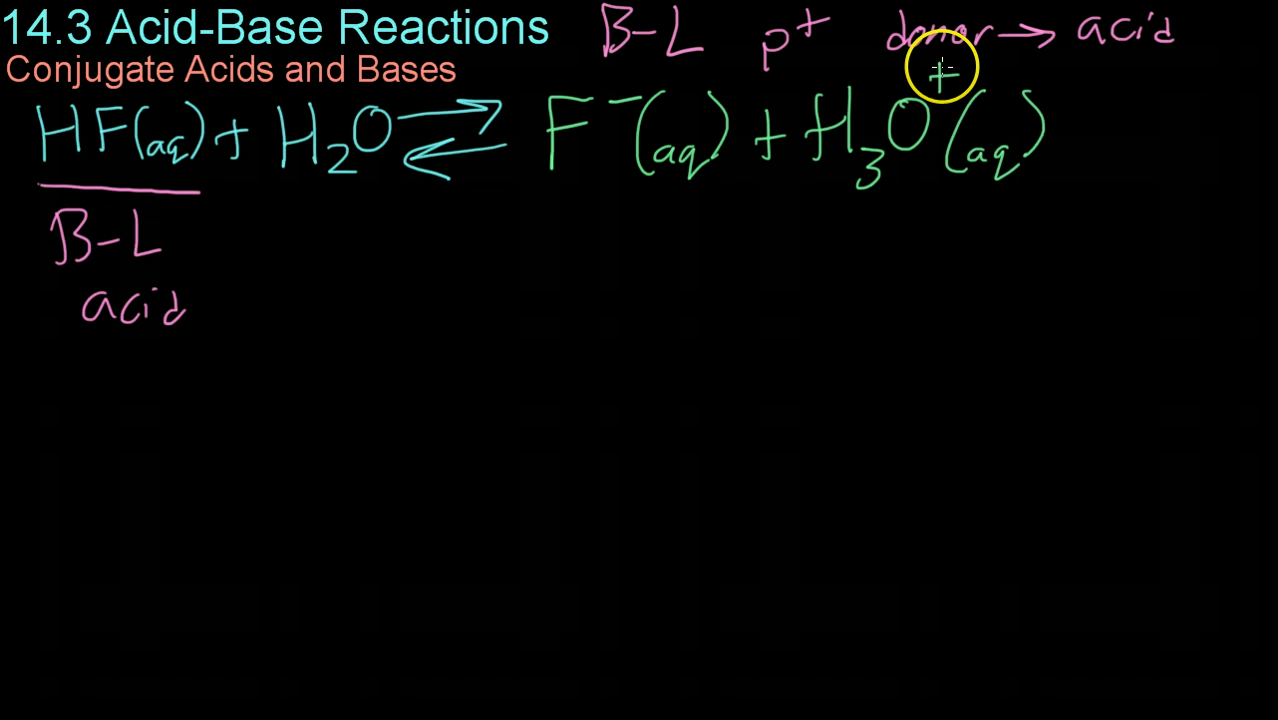 14.3 Acid-Base Reactions
B-L p+ donor → acid
Conjugate Acids and Bases
HF(aq) + H₂O ⇌ F⁻(aq) + H₃O⁺(aq)
B-L
acid